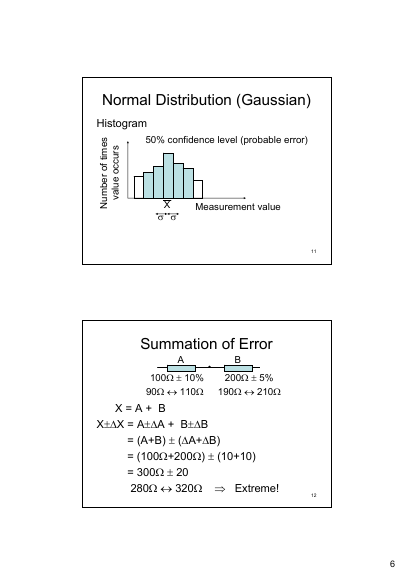 Normal Distribution (Gaussian)
Histogram
50% confidence level (probable error)
Number of times
value occurs
X̅
Measurement value
σ σ
11
Summation of Error
A B
100Ω ± 10% 200Ω ± 5%
90Ω ↔ 110Ω 190Ω ↔ 210Ω
X = A + B
X±ΔX = A±ΔA + B±ΔB
= (A+B) ± (ΔA+ΔB)
= (100Ω+200Ω) ± (10+10)
= 300Ω ± 20
280Ω ↔ 320Ω ⇒ Extreme!
12
6